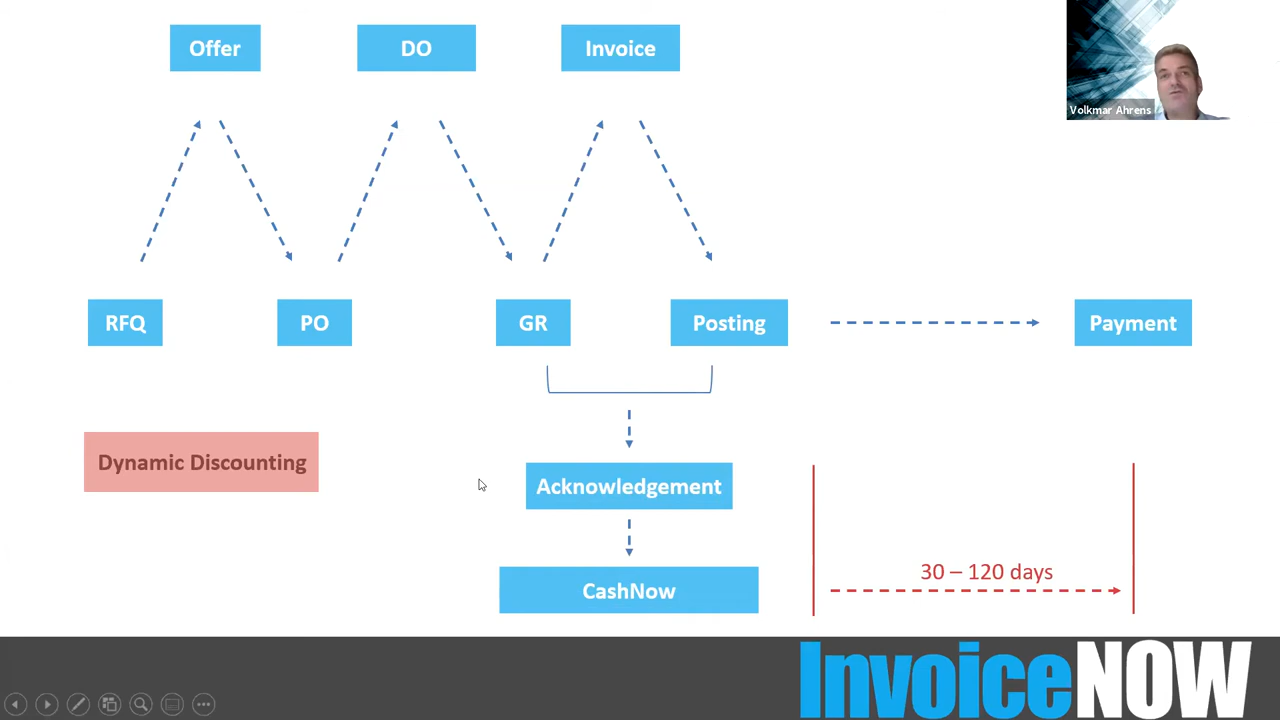 Offer
DO
Invoice
Volkmar Ahrens
RFQ
PO
GR
Posting
Payment
Dynamic Discounting
Acknowledgement
30 – 120 days
CashNow
InvoiceNOW